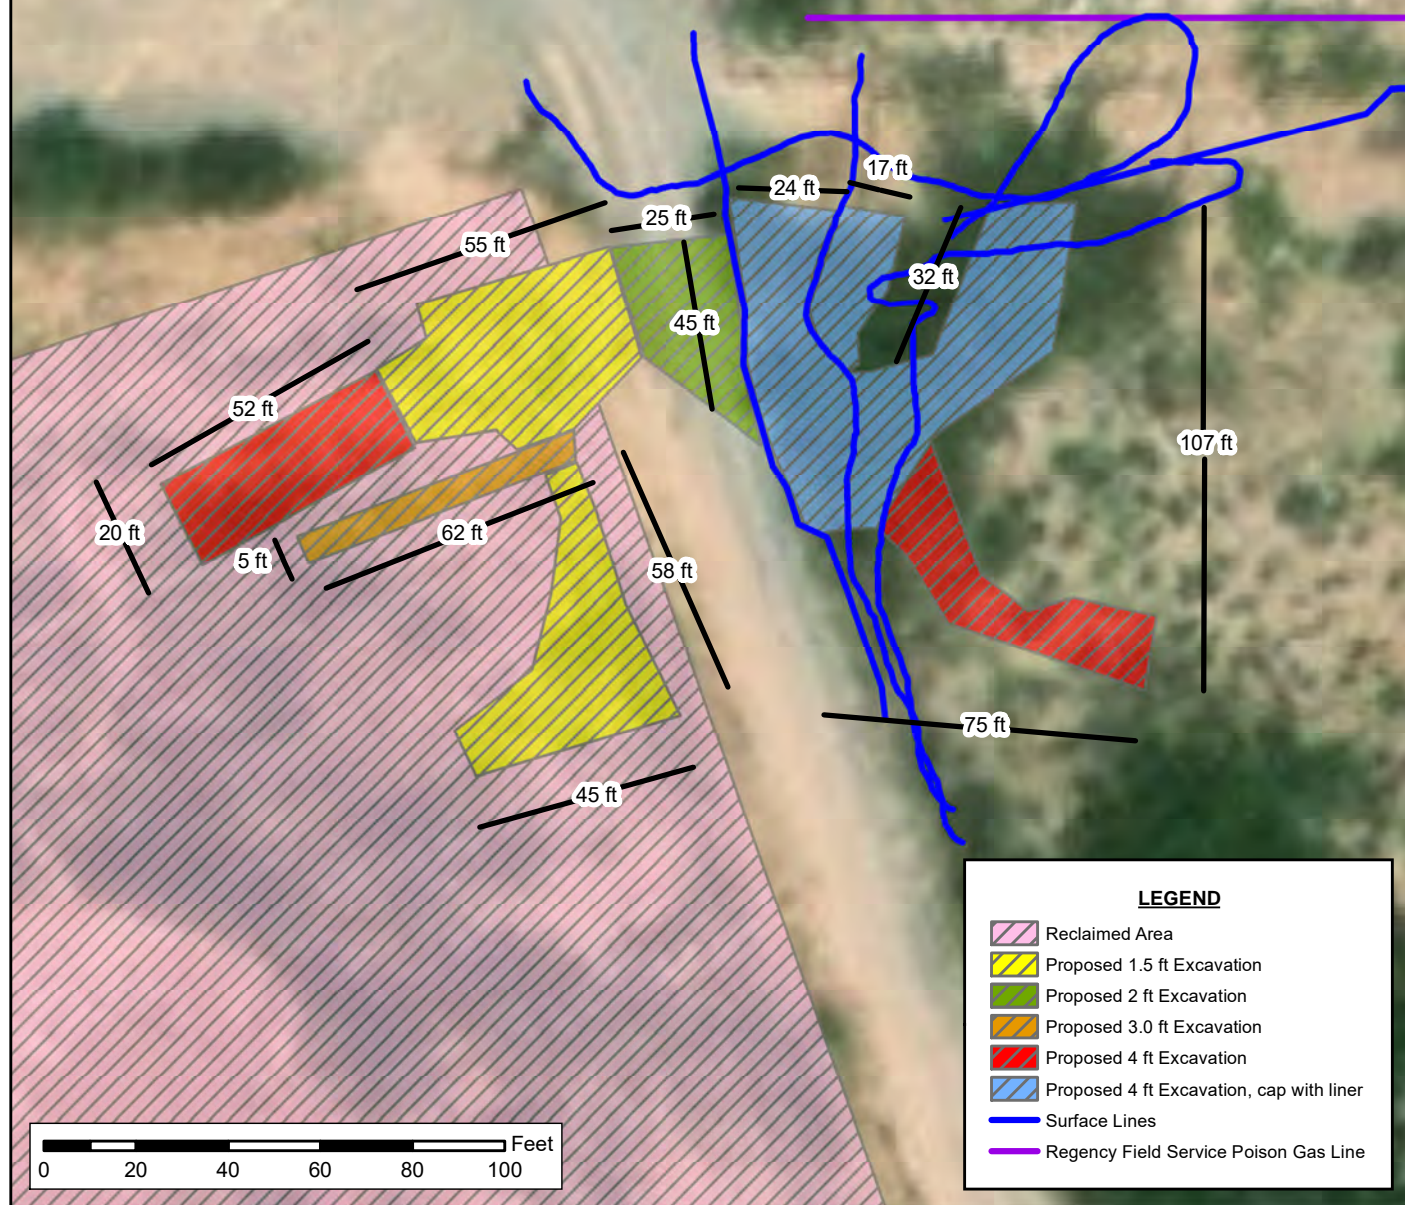 17 ft
24 ft
25 ft
55 ft
32 ft
45 ft
52 ft
107 ft
20 ft
62 ft
5 ft
58 ft
75 ft
45 ft
LEGEND
Reclaimed Area
Proposed 1.5 ft Excavation
Proposed 2 ft Excavation
Proposed 3.0 ft Excavation
Proposed 4 ft Excavation
Proposed 4 ft Excavation, cap with liner
Surface Lines
Regency Field Service Poison Gas Line
Feet
0 20 40 60 80 100